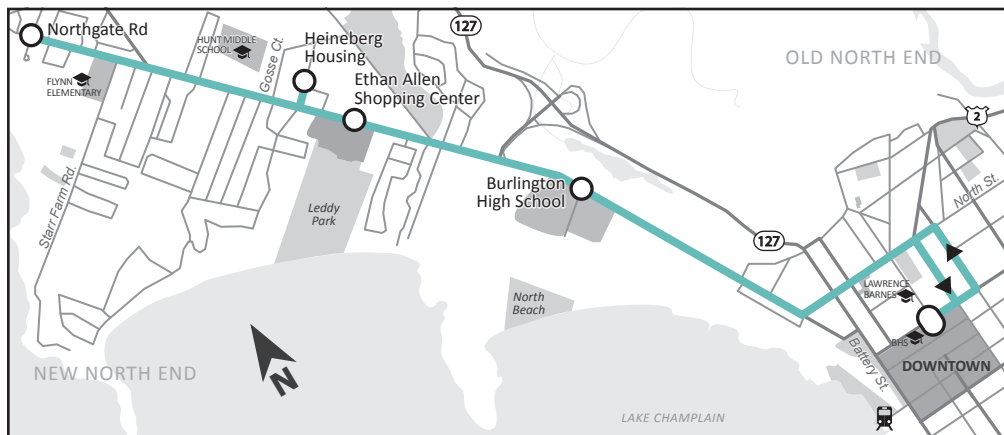 Northgate Rd
FLYNN
ELEMENTARY
HUNT MIDDLE
SCHOOL
Gosse Ct.
Heineberg
Housing
Ethan Allen
Shopping Center
127
OLD NORTH END
2
Starr Farm Rd.
Leddy
Park
Burlington
High School
North St.
127
North
Beach
LAWRENCE
BARNES
BHS
Battery St.
DOWNTOWN
NEW NORTH END
N
LAKE CHAMPLAIN